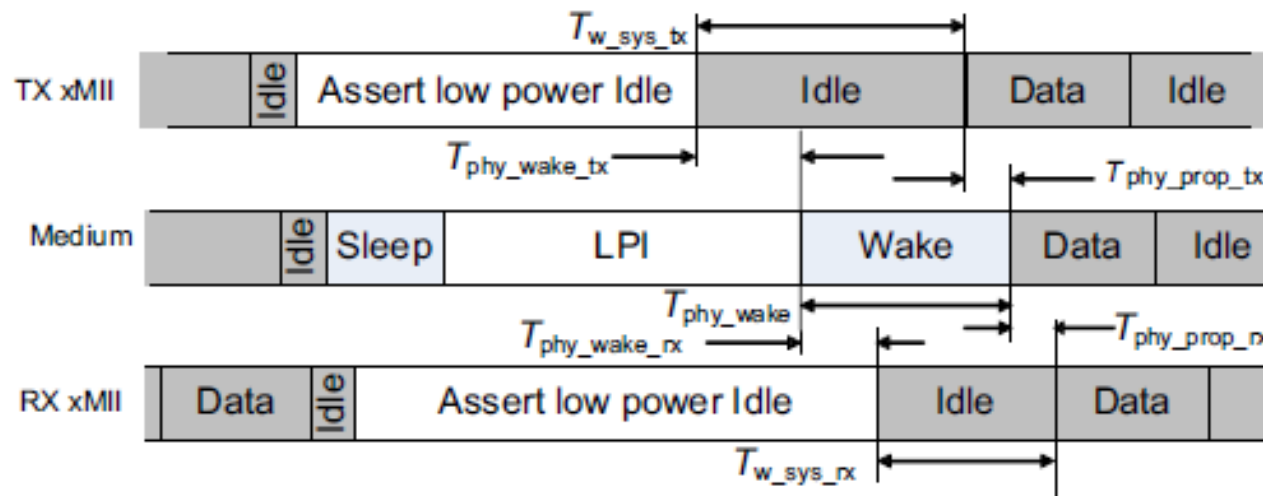 T_w_sys_tx
TX xMII Idle Assert low power Idle Idle Data Idle
T_phy_wake_tx T_phy_prop_tx
Medium Idle Sleep LPI Wake Data Idle
T_phy_wake
T_phy_wake_rx T_phy_prop_rx
RX xMII Data Idle Assert low power Idle Idle Data
T_w_sys_rx